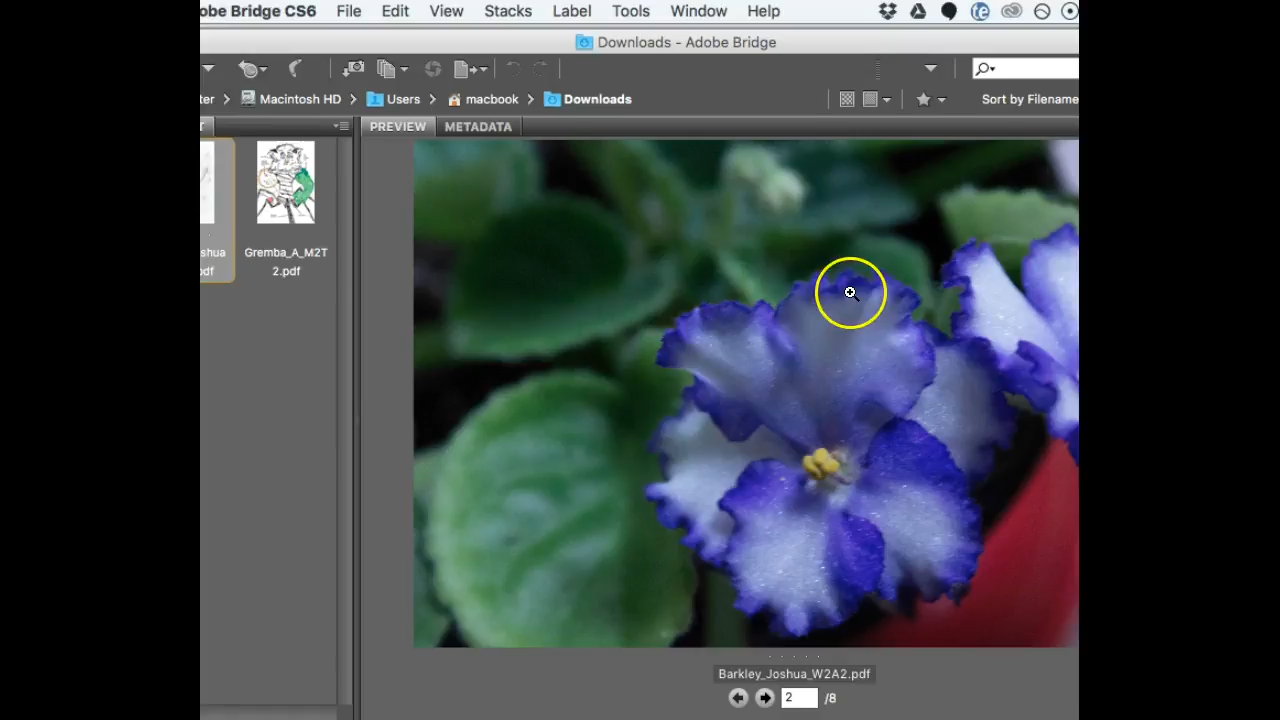 obe Bridge CS6 File Edit View Stacks Label Tools Window Help
Downloads - Adobe Bridge
ter Macintosh HD Users macbook Downloads Sort by Filename
T PREVIEW METADATA
shua
pdf
Gremba_A_M2T
2.pdf
Barkley_Joshua_W2A2.pdf
2 /8